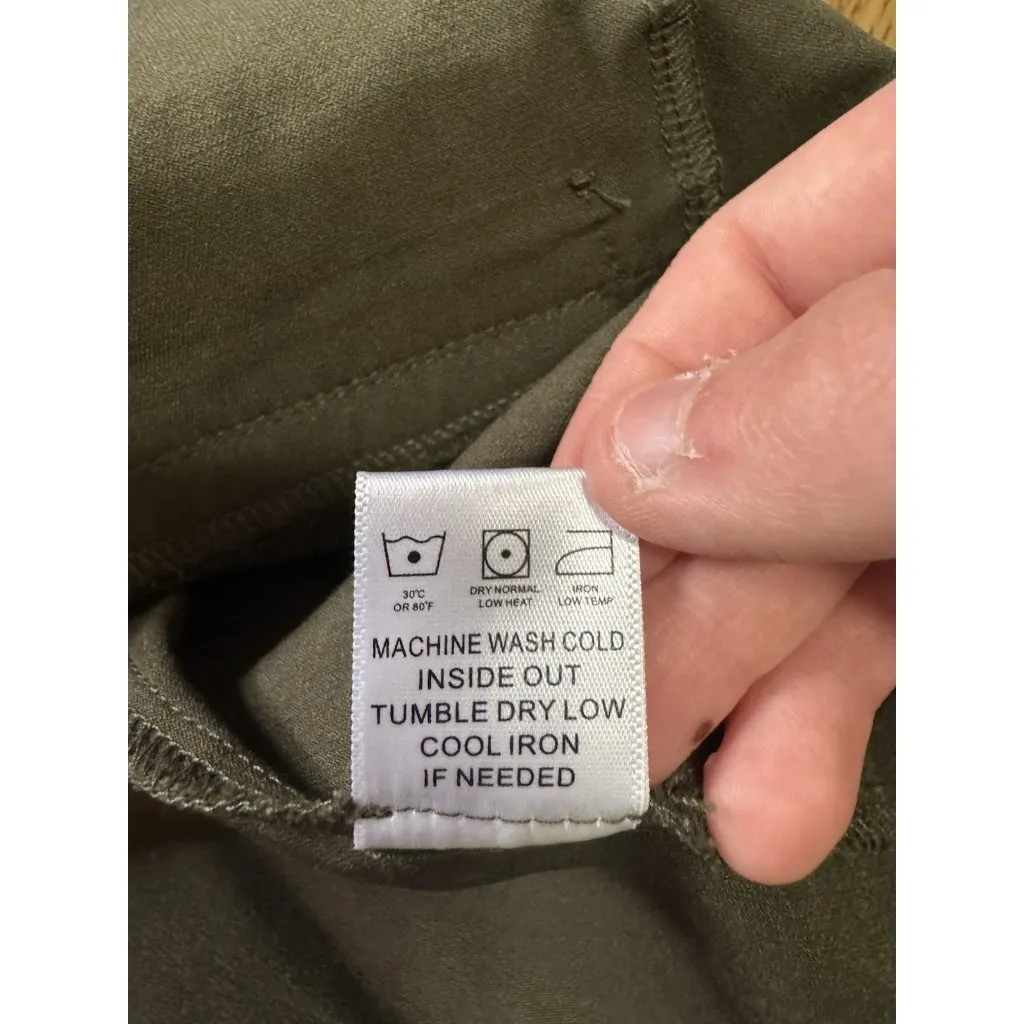 30°C
OR 80°F
DRY NORMAL
LOW HEAT
IRON
LOW TEMP
MACHINE WASH COLD
INSIDE OUT
TUMBLE DRY LOW
COOL IRON
IF NEEDED